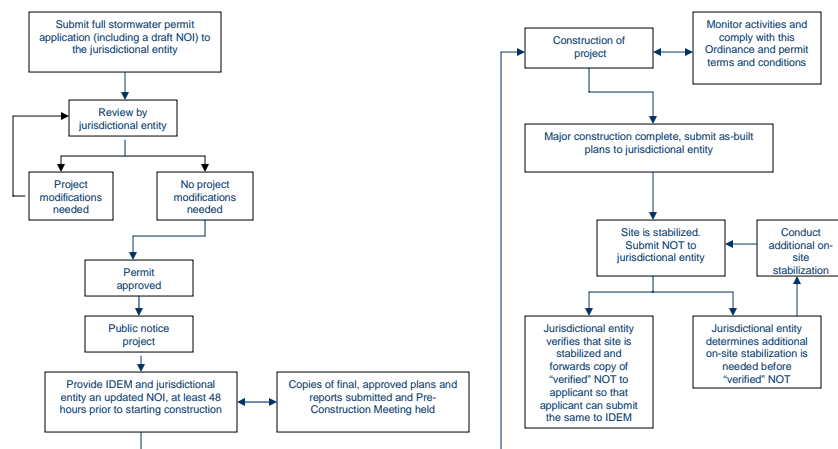 Submit full stormwater permit
application (including a draft NOI) to
the jurisdictional entity
Review by
jurisdictional entity
Project
modifications
needed
No project
modifications
needed
Permit
approved
Public notice
project
Provide IDEM and jurisdictional
entity an updated NOI, at least 48
hours prior to starting construction
Copies of final, approved plans and
reports submitted and Pre-
Construction Meeting held
Construction of
project
Monitor activities and
comply with this
Ordinance and permit
terms and conditions
Major construction complete, submit as-built
plans to jurisdictional entity
Site is stabilized.
Submit NOT to
jurisdictional entity
Conduct
additional on-
site
stabilization
Jurisdictional entity
verifies that site is
stabilized and
forwards copy of
“verified” NOT to
applicant so that
applicant can submit
the same to IDEM
Jurisdictional entity
determines additional
on-site stabilization is
needed before
“verified” NOT